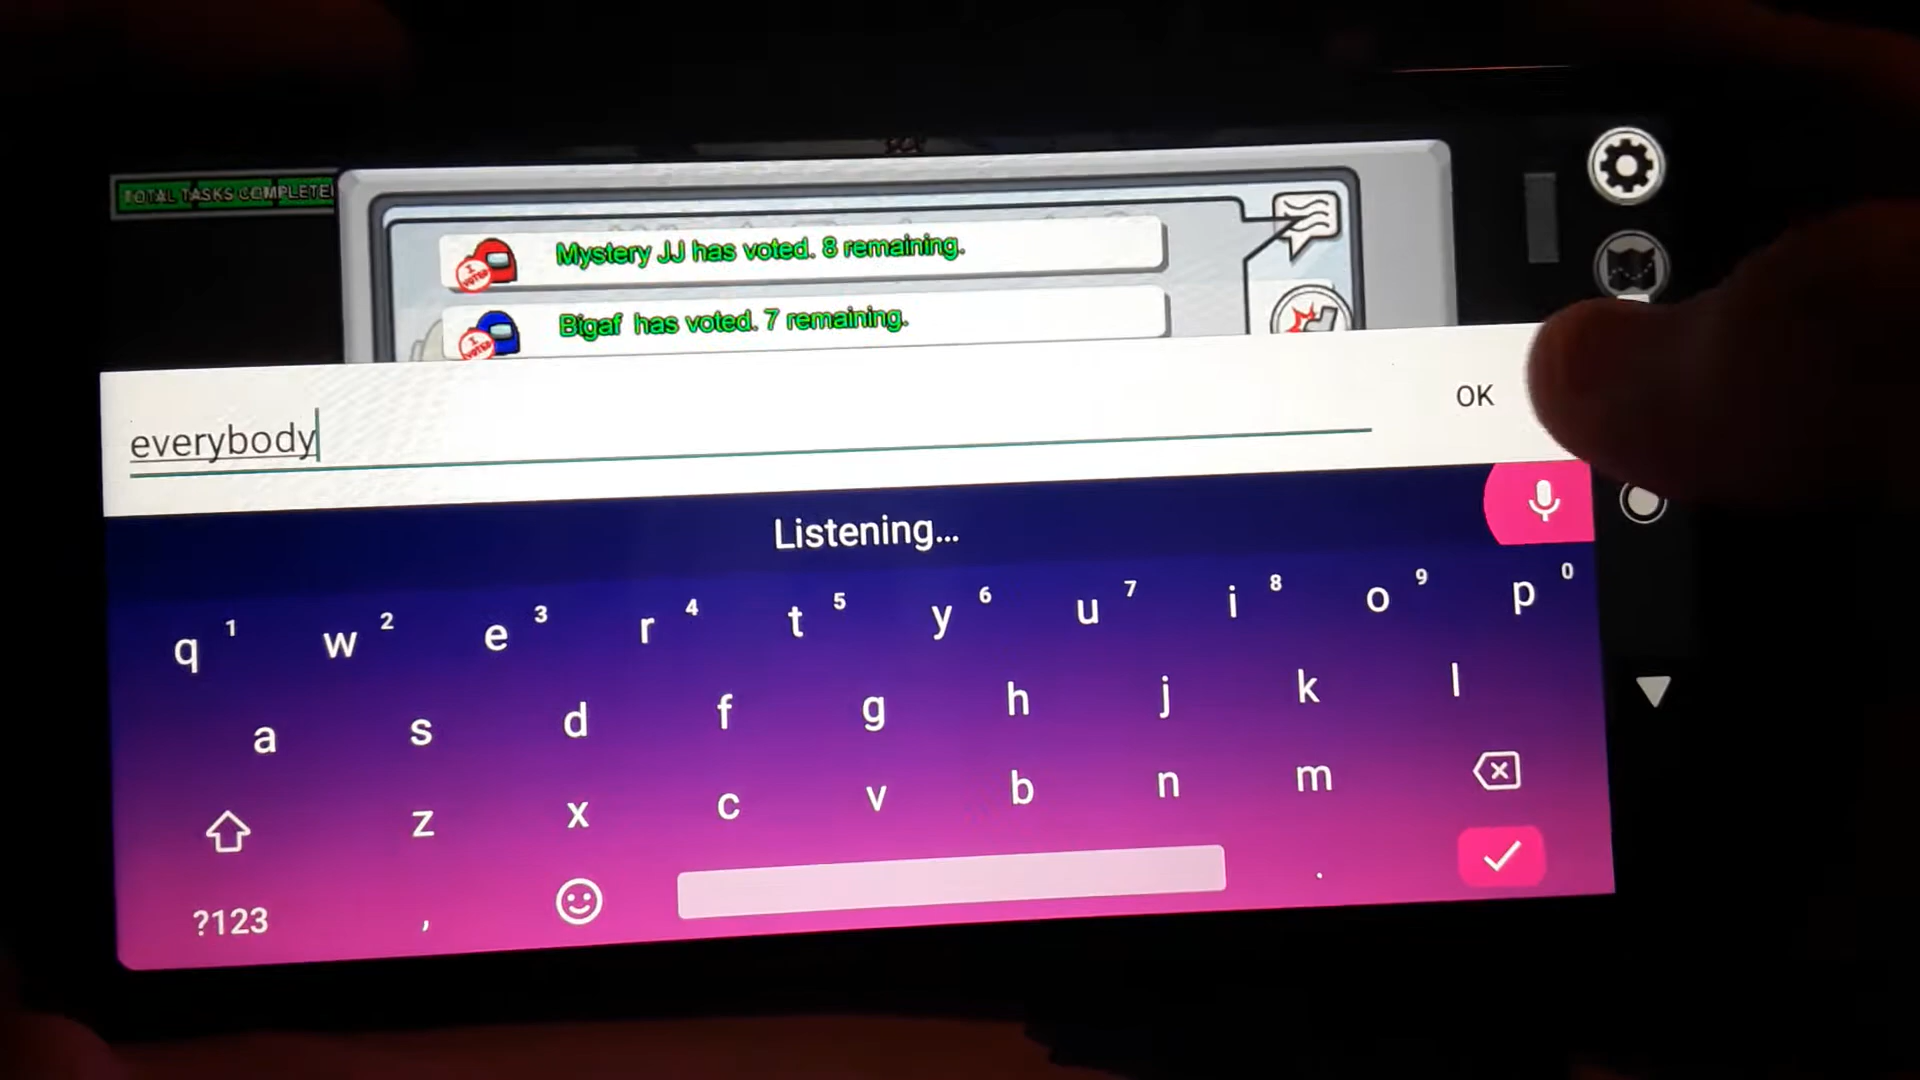 TOTAL TASKS COMPLETE
Mystery JJ has voted. 8 remaining.
Bigaf has voted. 7 remaining.
everybody
OK
Listening...
q 1 w 2 e 3 r 4 t 5 y 6 u 7 i 8 o 9 p 0
a s d f g h j k l
z x c v b n m
?123 , .